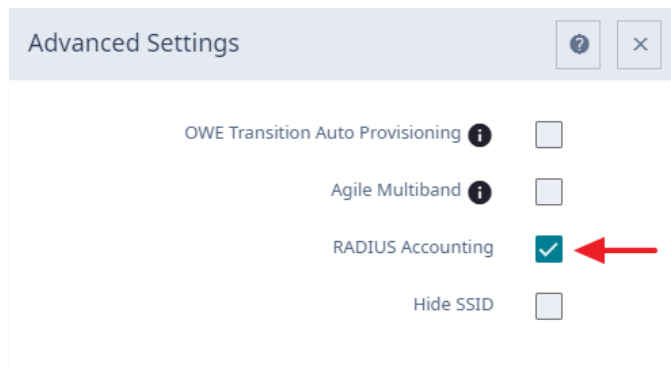 Advanced Settings
OWE Transition Auto Provisioning
Agile Multiband
RADIUS Accounting
Hide SSID